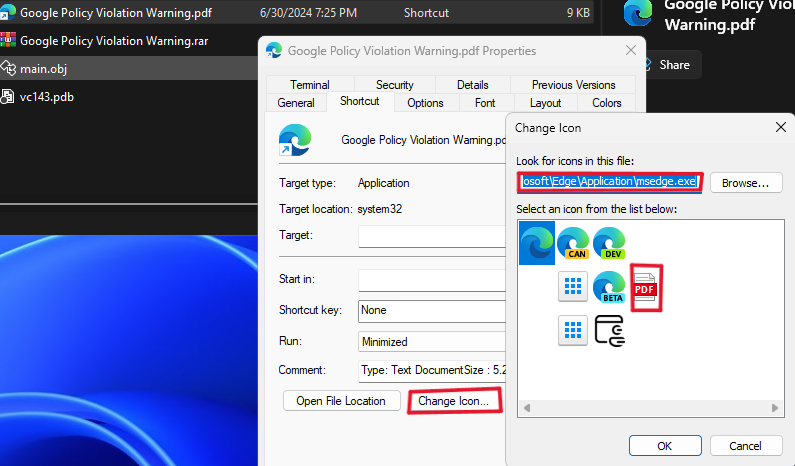 Google Policy Violation Warning.pdf 6/30/2024 7:25 PM Shortcut 9 KB
Google Policy Violation Warning.rar
main.obj
vc143.pdb
Google Policy Violation
Warning.pdf
Share
Google Policy Violation Warning.pdf Properties
Terminal Security Details Previous Versions
General Shortcut Options Font Layout Colors
Google Policy Violation Warning.pd
Target type: Application
Target location: system32
Target:
Start in:
Shortcut key: None
Run: Minimized
Comment: Type: Text DocumentSize : 5.2
Open File Location Change Icon...
Change Icon
Look for icons in this file:
osoft\Edge\Application\msedge.exe
Browse...
Select an icon from the list below:
CAN DEV
BETA PDF
OK Cancel